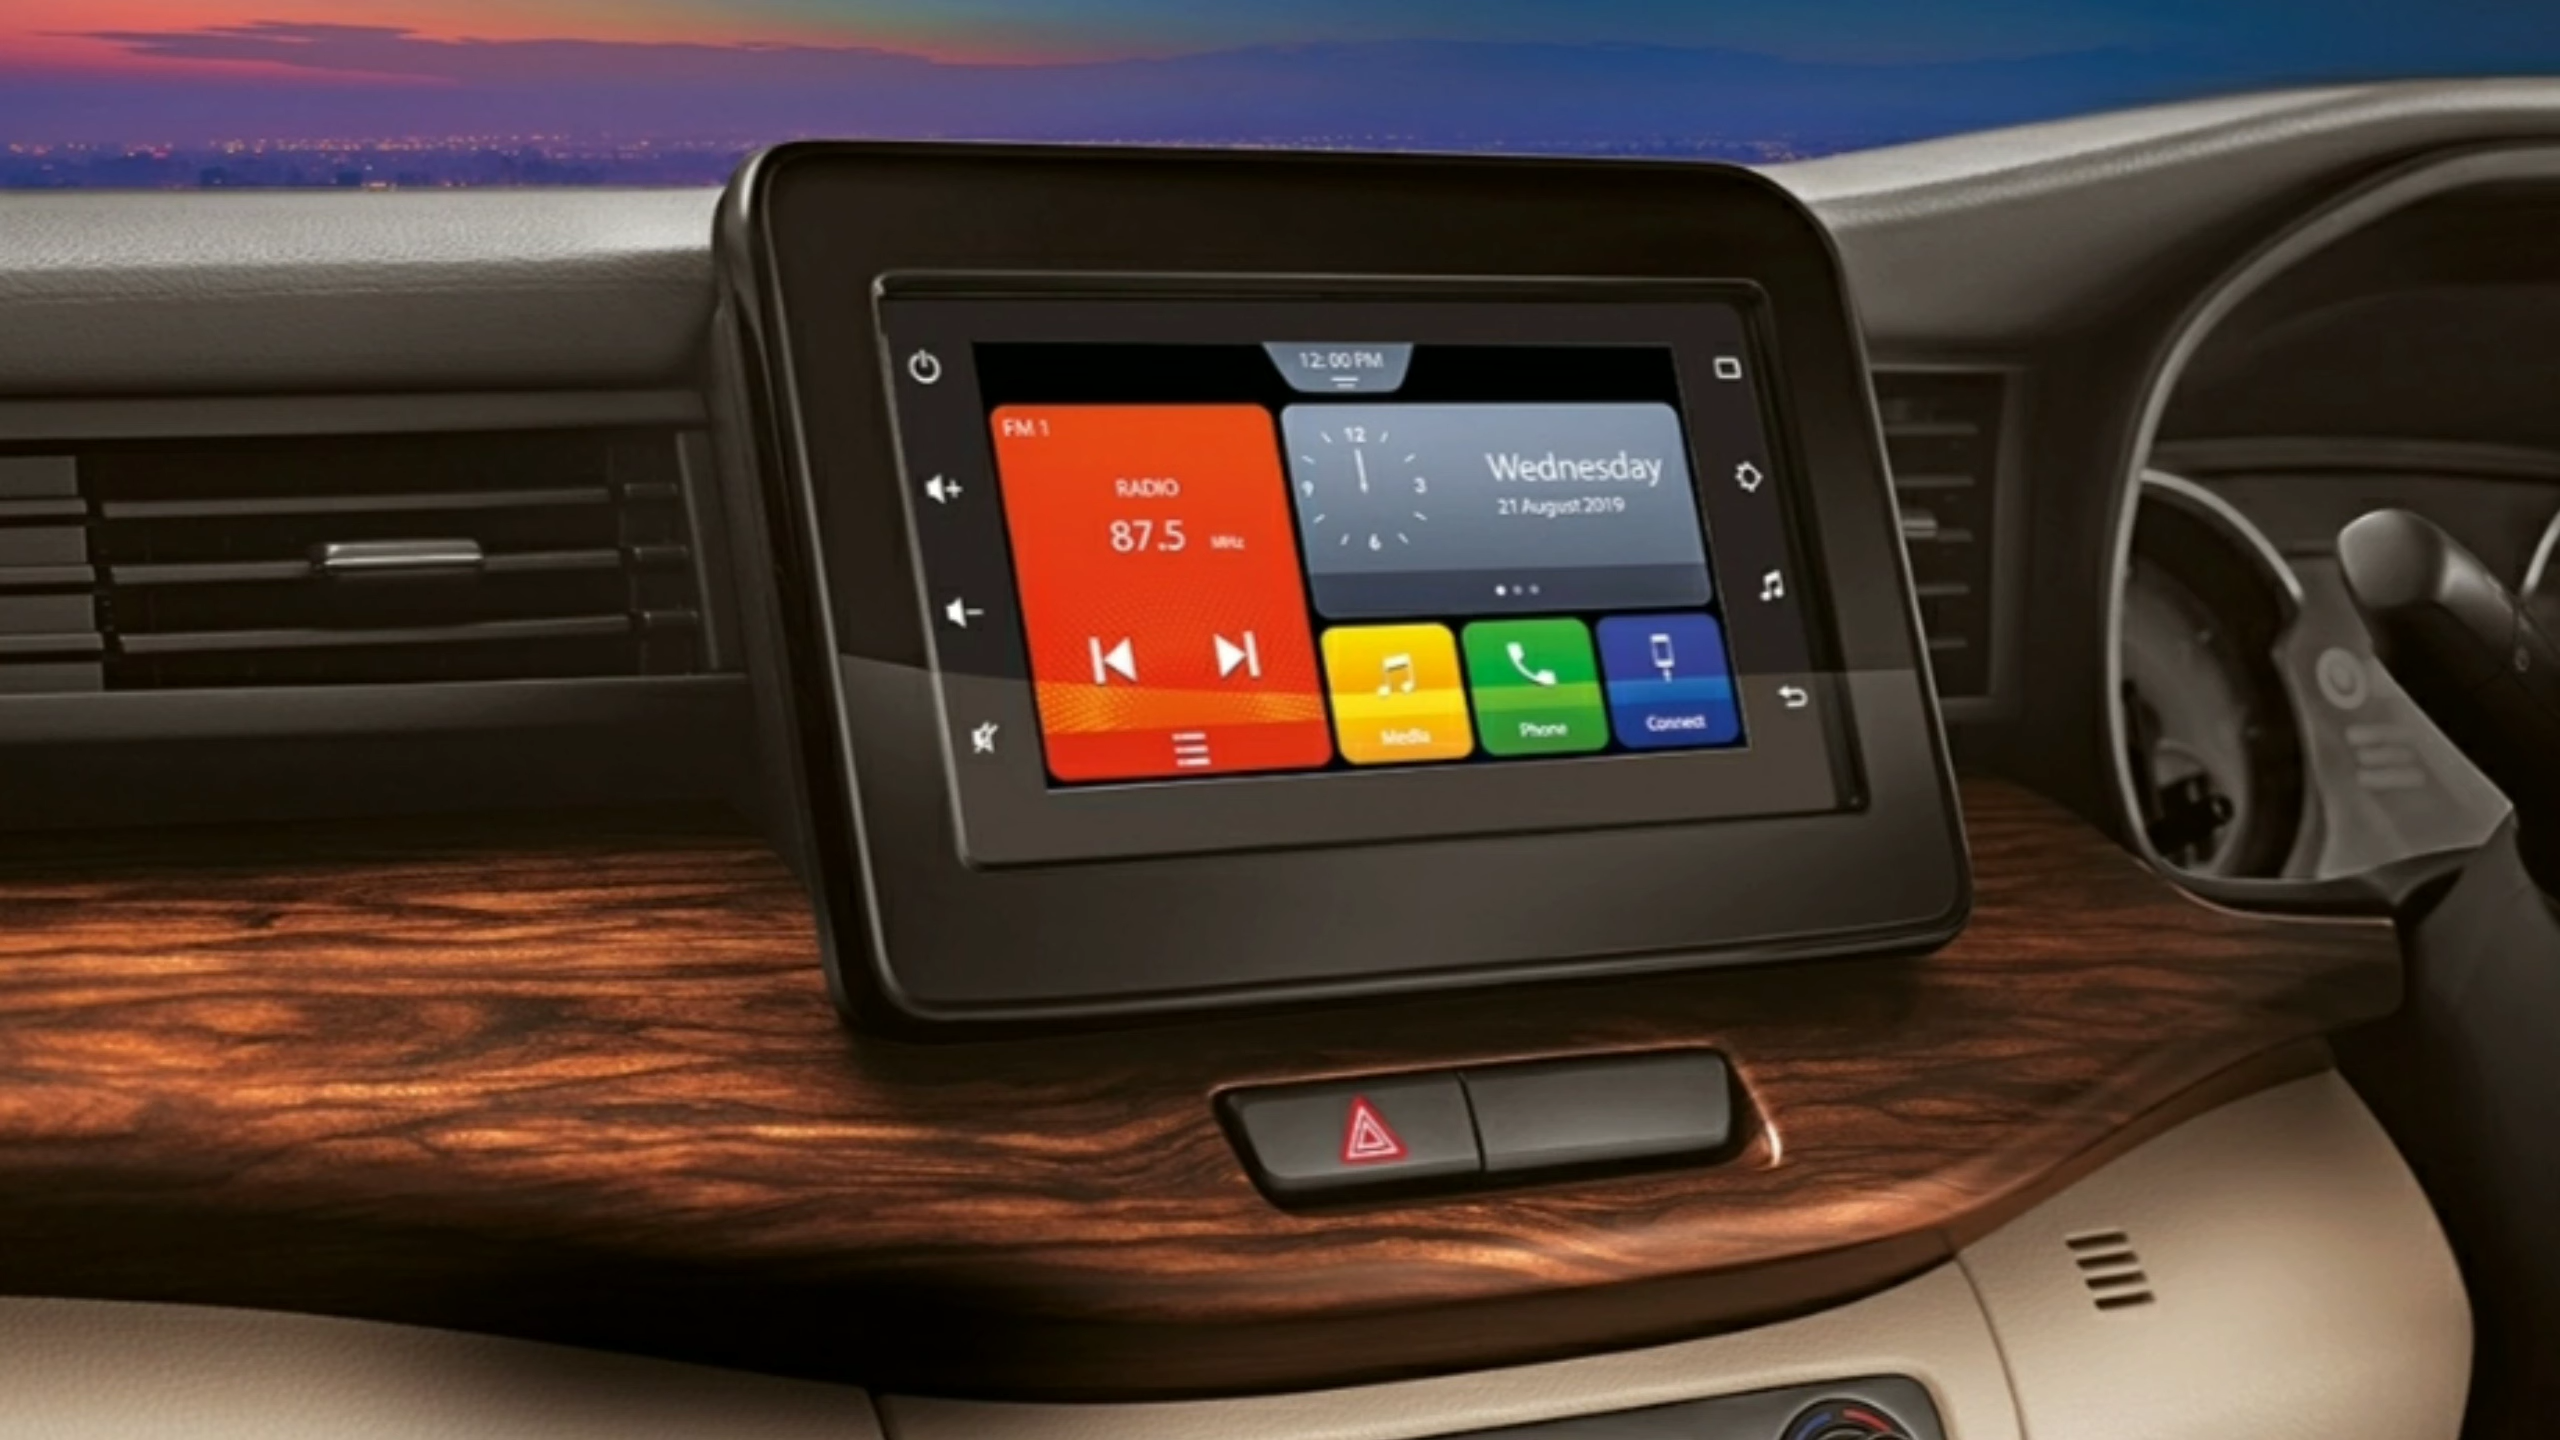 12:00 PM
FM 1
RADIO
87.5 MHz
12
9
3
6
Wednesday
21 August 2019
Media
Phone
Connect